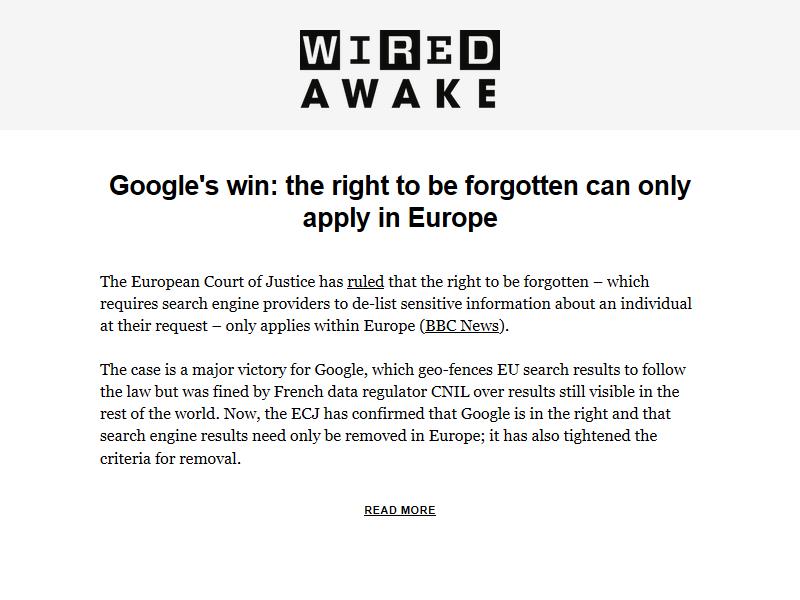 WIRED
AWAKE
Google's win: the right to be forgotten can only
apply in Europe
The European Court of Justice has ruled that the right to be forgotten – which
requires search engine providers to de-list sensitive information about an individual
at their request – only applies within Europe (BBC News).
The case is a major victory for Google, which geo-fences EU search results to follow
the law but was fined by French data regulator CNIL over results still visible in the
rest of the world. Now, the ECJ has confirmed that Google is in the right and that
search engine results need only be removed in Europe; it has also tightened the
criteria for removal.
READ MORE